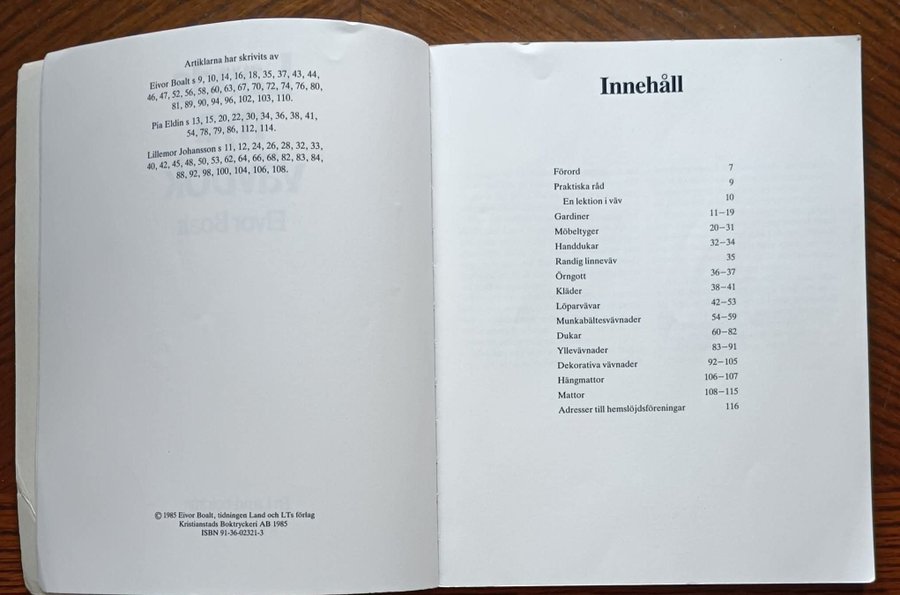 Artiklarna har skrivits av
Eivor Boalt s 9, 10, 14, 16, 18, 35, 37, 43, 44,
46, 47, 52, 56, 58, 60, 63, 67, 70, 72, 74, 76, 80,
81, 89, 90, 94, 96, 102, 103, 110.
Pia Eldin s 13, 15, 20, 22, 30, 34, 36, 38, 41,
54, 78, 79, 86, 112, 114.
Lillemor Johansson s 11, 12, 24, 26, 28, 32, 33,
40, 42, 45, 48, 50, 53, 62, 64, 66, 68, 82, 83, 84,
88, 92, 98, 100, 104, 106, 108.
© 1985 Eivor Boalt, tidningen Land och LTs förlag
Kristianstads Boktryckeri AB 1985
ISBN 91-36-02321-3
Innehåll
Förord 7
Praktiska råd 9
En lektion i väv 10
Gardiner 11–19
Möbeltyger 20–31
Handdukar 32–34
Randig linneväv 35
Örngott 36–37
Kläder 38–41
Löparvävar 42–53
Munkabältesvävnader 54–59
Dukar 60–82
Yllevävnader 83–91
Dekorativa vävnader 92–105
Hängmattor 106–107
Mattor 108–115
Adresser till hemslöjdsföreningar 116